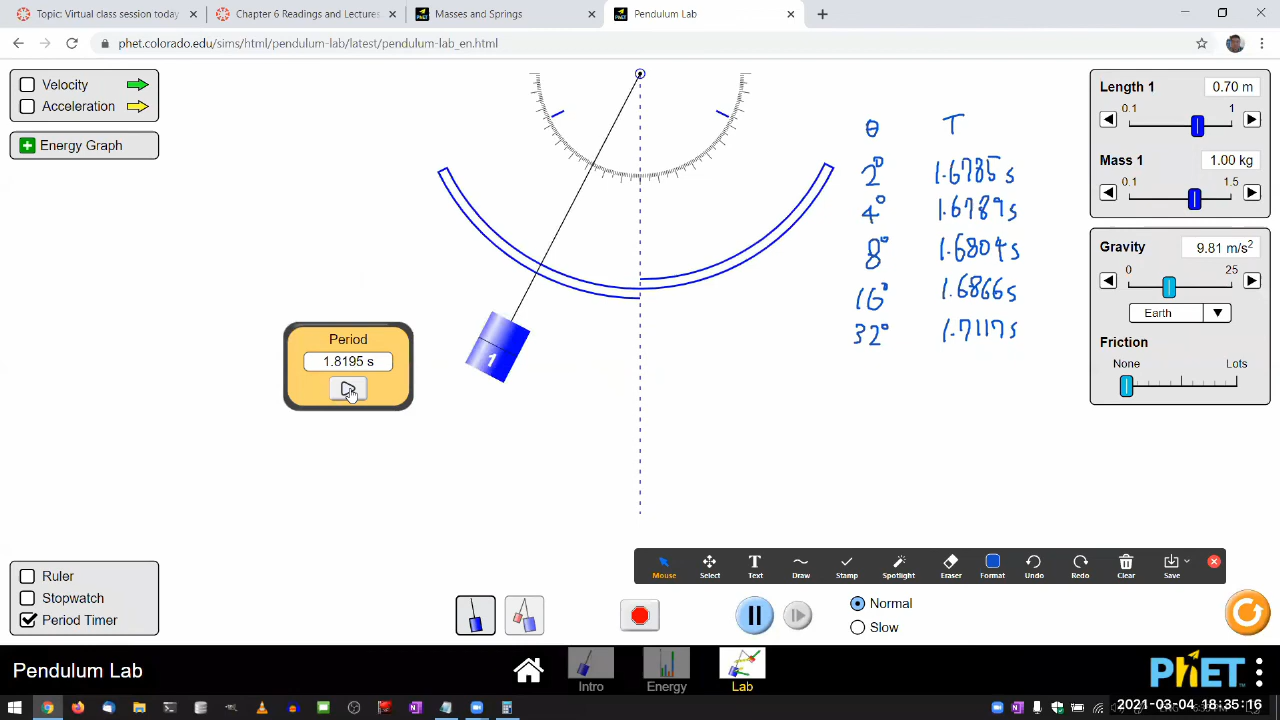 Topic: Virtual class session today
Chapter 6 Readings and Lectures
Masses and Springs
Pendulum Lab
phet.colorado.edu/sims/html/pendulum-lab/latest/pendulum-lab_en.html
Velocity
Acceleration
Energy Graph
Length 1
0.70 m
0.1
1
Mass 1
1.00 kg
0.1
1.5
Gravity
9.81 m/s²
0
25
Earth
Friction
None
Lots
θ T
2° 1.6785 s
4° 1.6789 s
8° 1.6804 s
16° 1.6866 s
32° 1.7117 s
Period
1.8195 s
1
Mouse
Select
Text
Draw
Stamp
Spotlight
Eraser
Format
Undo
Redo
Clear
Save
Ruler
Stopwatch
Period Timer
Normal
Slow
Pendulum Lab
Intro
Energy
Lab
PhET
2021-03-04 18:35:16